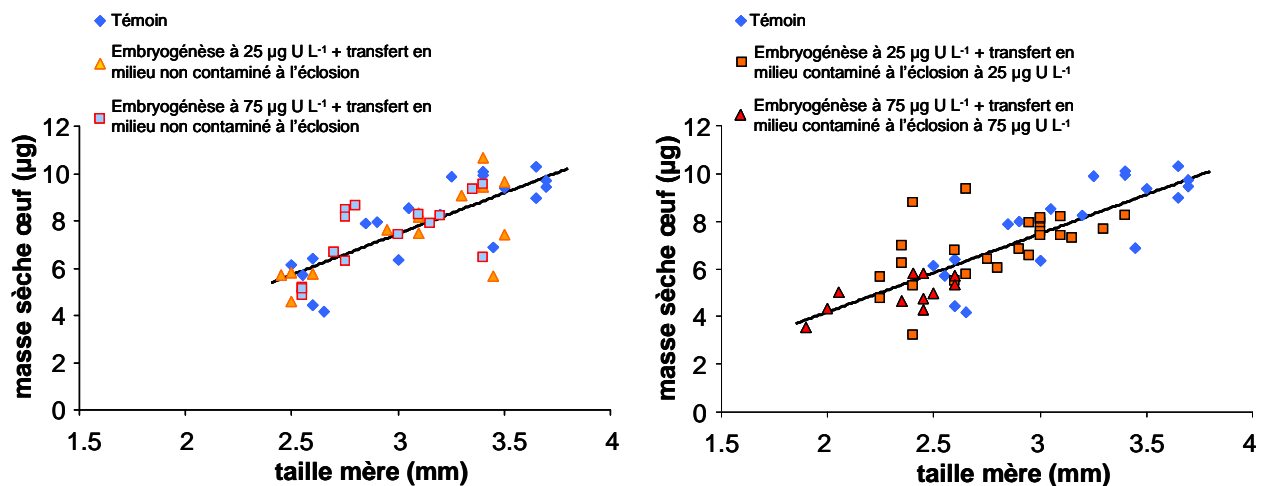 Témoin
Embryogénèse à 25 µg U L⁻¹ + transfert en
milieu non contaminé à l'éclosion
Embryogénèse à 75 µg U L⁻¹ + transfert en
milieu non contaminé à l'éclosion
masse sèche œuf (µg)
12
10
8
6
4
2
0
1.5
2
2.5
3
3.5
4
taille mère (mm)
Témoin
Embryogénèse à 25 µg U L⁻¹ + transfert en
milieu contaminé à l'éclosion à 25 µg U L⁻¹
Embryogénèse à 75 µg U L⁻¹ + transfert en
milieu contaminé à l'éclosion à 75 µg U L⁻¹
masse sèche œuf (µg)
12
10
8
6
4
2
0
1.5
2
2.5
3
3.5
4
taille mère (mm)